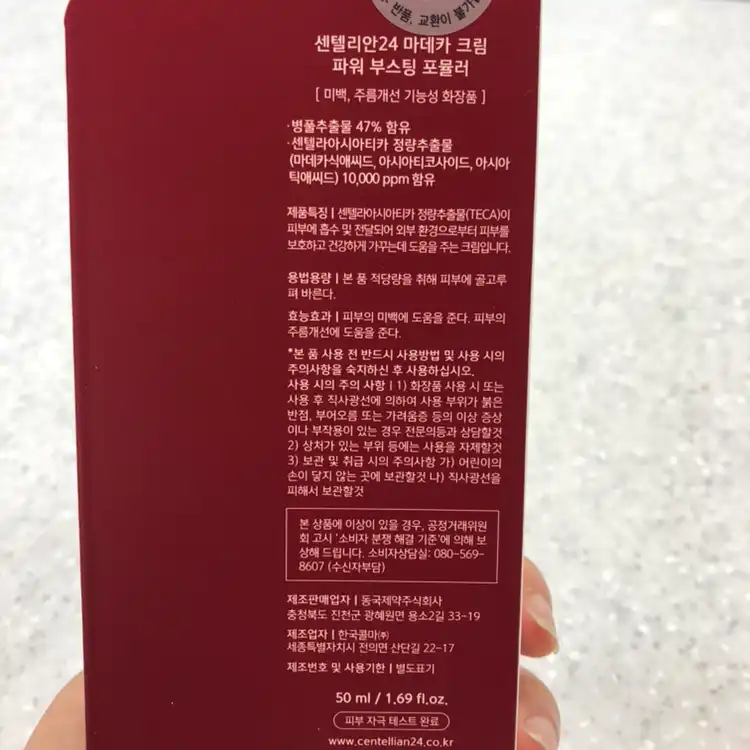 반품, 교환이 불가
센텔리안24 마데카 크림
파워 부스팅 포뮬러
[ 미백, 주름개선 기능성 화장품 ]
·병풀추출물 47% 함유
·센텔라아시아티카 정량추출물
(마데카식애씨드, 아시아티코사이드, 아시아
틱애씨드) 10,000 ppm 함유
제품특징 | 센텔라아시아티카 정량추출물(TECA)이
피부에 흡수 및 전달되어 외부 환경으로부터 피부를
보호하고 건강하게 가꾸는데 도움을 주는 크림입니다.
용법용량 | 본 품 적당량을 취해 피부에 골고루
펴 바른다.
효능효과 | 피부의 미백에 도움을 준다. 피부의
주름개선에 도움을 준다.
*본 품 사용 전 반드시 사용방법 및 사용 시의
주의사항을 숙지하신 후 사용하십시오.
사용 시의 주의 사항 | 1) 화장품 사용 시 또는
사용 후 직사광선에 의하여 사용 부위가 붉은
반점, 부어오름 또는 가려움증 등의 이상 증상
이나 부작용이 있는 경우 전문의등과 상담할것
2) 상처가 있는 부위 등에는 사용을 자제할것
3) 보관 및 취급 시의 주의사항 가) 어린이의
손이 닿지 않는 곳에 보관할것 나) 직사광선을
피해서 보관할것
본 상품에 이상이 있을 경우, 공정거래위원
회 고시 '소비자 분쟁 해결 기준'에 의해 보
상해 드립니다. 소비자상담실: 080-569-
8607 (수신자부담)
제조판매업자 | 동국제약주식회사
충청북도 진천군 광혜원면 용소2길 33-19
제조업자 | 한국콜마㈜
세종특별자치시 전의면 산단길 22-17
제조번호 및 사용기한 | 별도표기
50 ml / 1.69 fl.oz.
피부 자극 테스트 완료
www.centellian24.co.kr